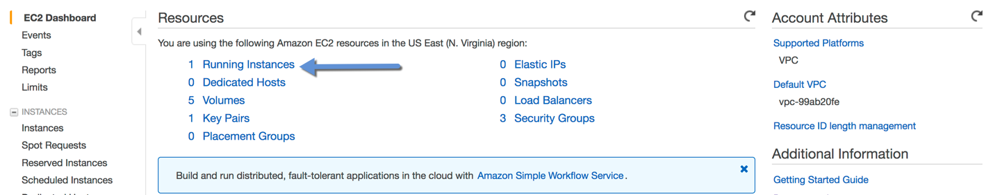 EC2 Dashboard
Events
Tags
Reports
Limits
INSTANCES
Instances
Spot Requests
Reserved Instances
Scheduled Instances
Resources
You are using the following Amazon EC2 resources in the US East (N. Virginia) region:
1 Running Instances
0 Dedicated Hosts
5 Volumes
1 Key Pairs
0 Placement Groups
0 Elastic IPs
0 Snapshots
0 Load Balancers
3 Security Groups
Build and run distributed, fault-tolerant applications in the cloud with Amazon Simple Workflow Service.
Account Attributes
Supported Platforms
VPC
Default VPC
vpc-99ab20fe
Resource ID length management
Additional Information
Getting Started Guide